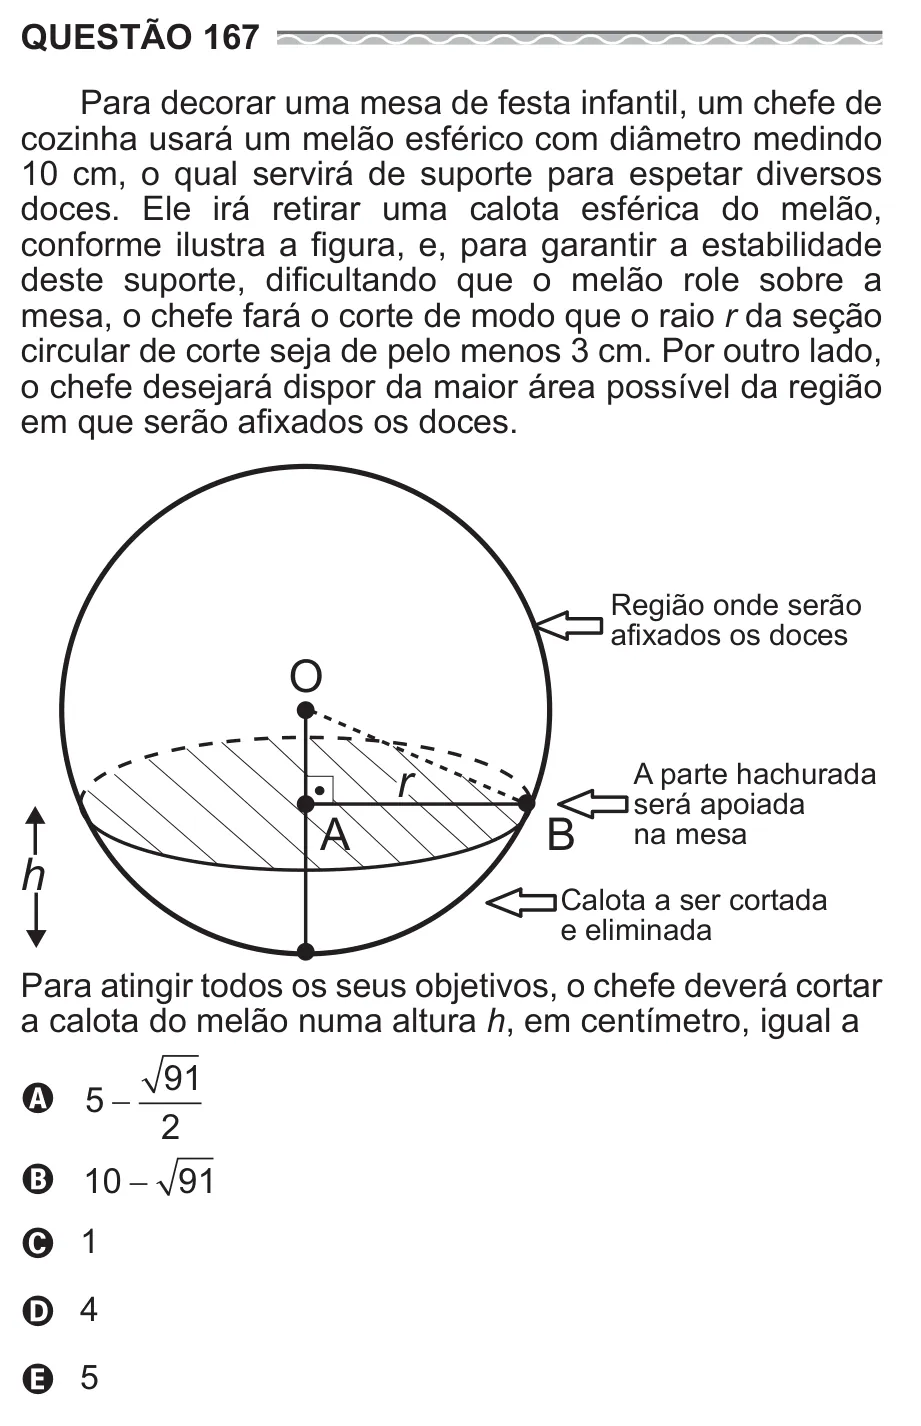 QUESTÃO 167
Para decorar uma mesa de festa infantil, um chefe de
cozinha usará um melão esférico com diâmetro medindo
10 cm, o qual servirá de suporte para espetar diversos
doces. Ele irá retirar uma calota esférica do melão,
conforme ilustra a figura, e, para garantir a estabilidade
deste suporte, dificultando que o melão role sobre a
mesa, o chefe fará o corte de modo que o raio r da seção
circular de corte seja de pelo menos 3 cm. Por outro lado,
o chefe desejará dispor da maior área possível da região
em que serão afixados os doces.
Região onde serão
afixados os doces
O
A parte hachurada
será apoiada
na mesa
r
A
B
h
Calota a ser cortada
e eliminada
Para atingir todos os seus objetivos, o chefe deverá cortar
a calota do melão numa altura h, em centímetro, igual a
A 5 – √91/2
B 10 – √91
C 1
D 4
E 5